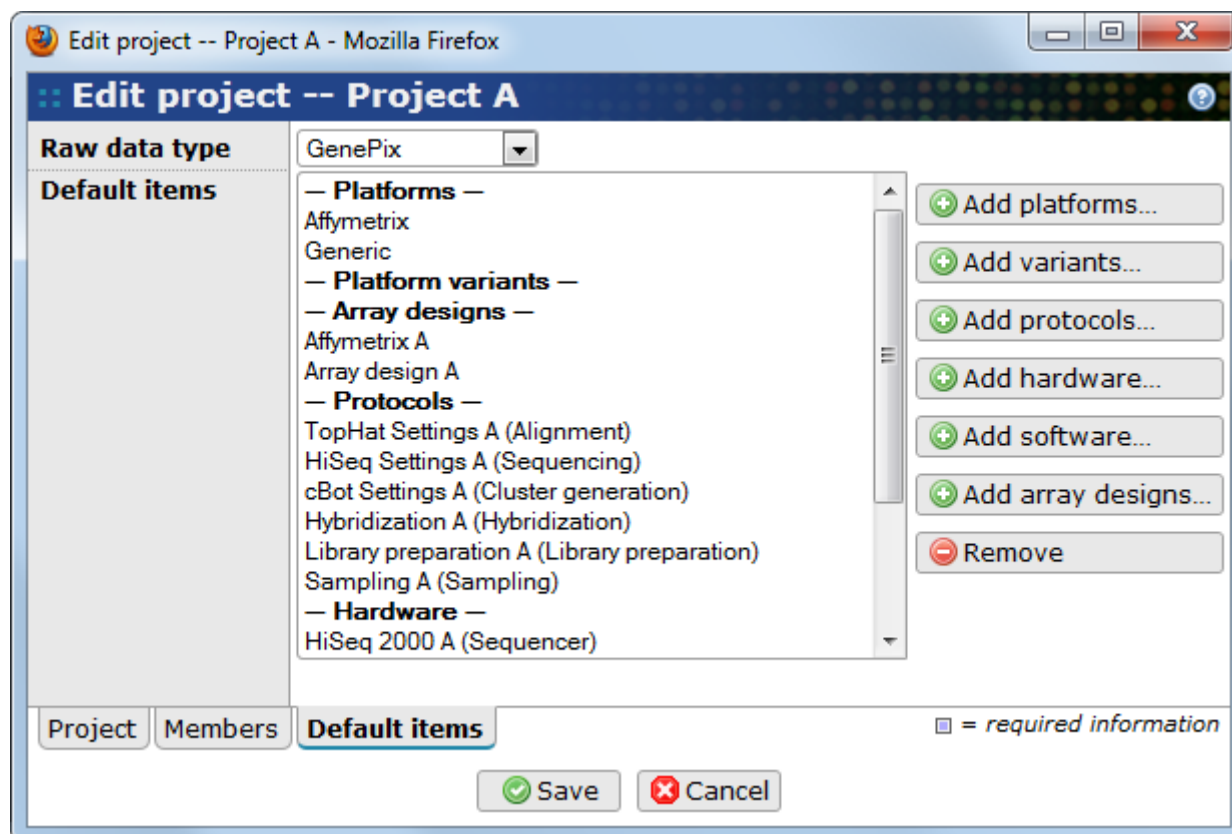 Edit project -- Project A - Mozilla Firefox
Edit project -- Project A
Raw data type
GenePix
Default items
— Platforms —
Affymetrix
Generic
— Platform variants —
— Array designs —
Affymetrix A
Array design A
— Protocols —
TopHat Settings A (Alignment)
HiSeq Settings A (Sequencing)
cBot Settings A (Cluster generation)
Hybridization A (Hybridization)
Library preparation A (Library preparation)
Sampling A (Sampling)
— Hardware —
HiSeq 2000 A (Sequencer)
Add platforms...
Add variants...
Add protocols...
Add hardware...
Add software...
Add array designs...
Remove
Project
Members
Default items
= required information
Save
Cancel